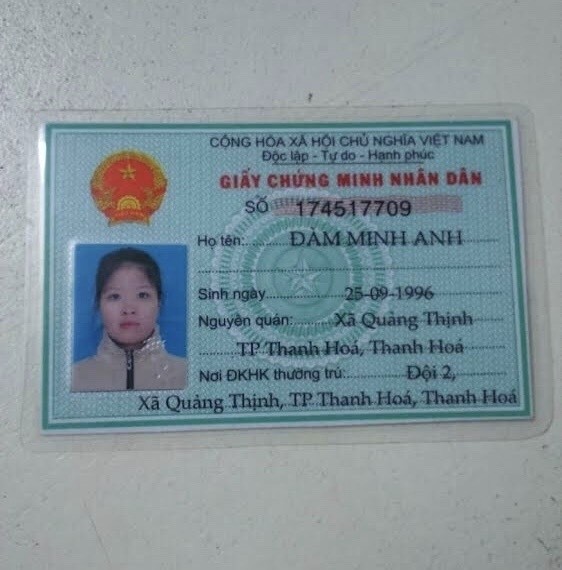 CỘNG HÒA XÃ HỘI CHỦ NGHĨA VIỆT NAM
Độc lập - Tự do - Hạnh phúc
GIẤY CHỨNG MINH NHÂN DÂN
SỐ 174517709
Họ tên: ĐÀM MINH ANH
Sinh ngày 25-09-1996
Nguyên quán: Xã Quảng Thịnh
TP Thanh Hoá, Thanh Hoá
Nơi ĐKHK thường trú: Đội 2,
Xã Quảng Thịnh, TP Thanh Hoá, Thanh Hoá